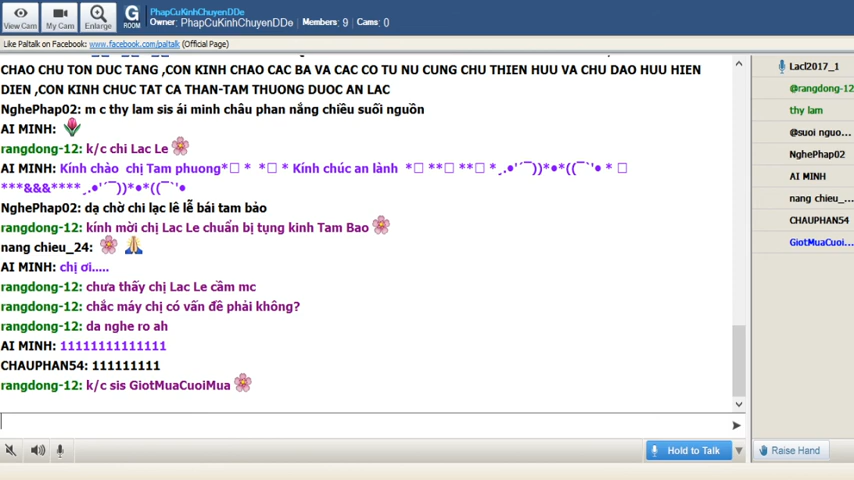 View Cam
My Cam
Enlarge
G
ROOM
PhapCuKinhChuyenDDe
Owner: PhapCuKinhChuyenDDe | Members: 9 | Cams: 0
Like Paltalk on Facebook: www.facebook.com/paltalk (Official Page)
CHAO CHU TON DUC TANG ,CON KINH CHAO CAC BA VA CAC CO TU NU CUNG CHU THIEN HUU VA CHU DAO HUU HIEN
DIEN ,CON KINH CHUC TAT CA THAN-TAM THUONG DUOC AN LAC
NghePhap02: m c thy lam sis ái minh châu phan nắng chiều suối nguồn
AI MINH:
rangdong-12: k/c chi Lac Le
AI MINH: Kính chào chị Tam phuong*□ * *□ * Kính chúc an lành *□ **□ **□ *¸.•'´¯))*•*((¯`'•* □
***&&&****¸.•'´¯))*•*((¯`'•
NghePhap02: dạ chờ chi lạc lê lễ bái tam bảo
rangdong-12: kính mời chị Lac Le chuẩn bị tụng kinh Tam Bao
nang chieu_24:
AI MINH: chị ơi.....
rangdong-12: chưa thấy chị Lac Le cầm mc
rangdong-12: chắc máy chị có vấn đề phải không?
rangdong-12: da nghe ro ah
AI MINH: 11111111111111
CHAUPHAN54: 111111111
rangdong-12: k/c sis GiotMuaCuoiMua
Hold to Talk
Lacl2017_1
@rangdong-12
thy lam
@suoi nguo...
NghePhap02
AI MINH
nang chieu_...
CHAUPHAN54
GiotMuaCuoi...
Raise Hand